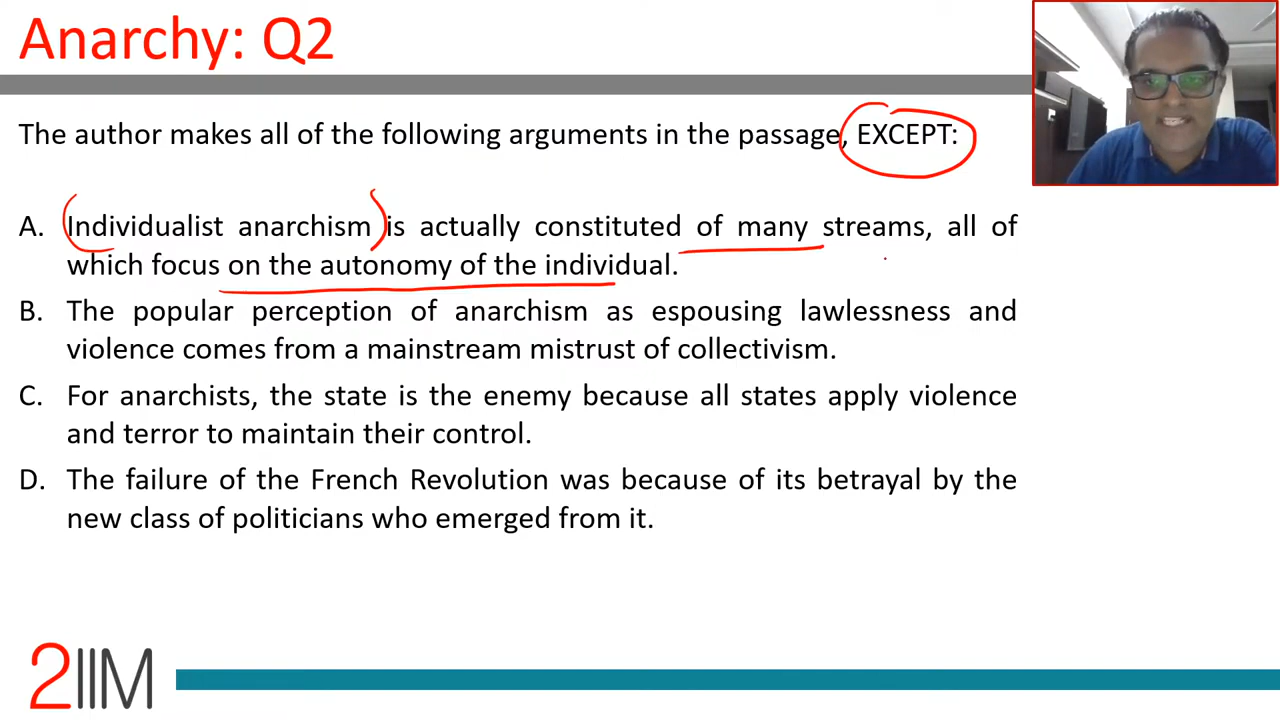 Anarchy: Q2
The author makes all of the following arguments in the passage, EXCEPT:
A. Individualist anarchism is actually constituted of many streams, all of
which focus on the autonomy of the individual.
B. The popular perception of anarchism as espousing lawlessness and
violence comes from a mainstream mistrust of collectivism.
C. For anarchists, the state is the enemy because all states apply violence
and terror to maintain their control.
D. The failure of the French Revolution was because of its betrayal by the
new class of politicians who emerged from it.
2IIM